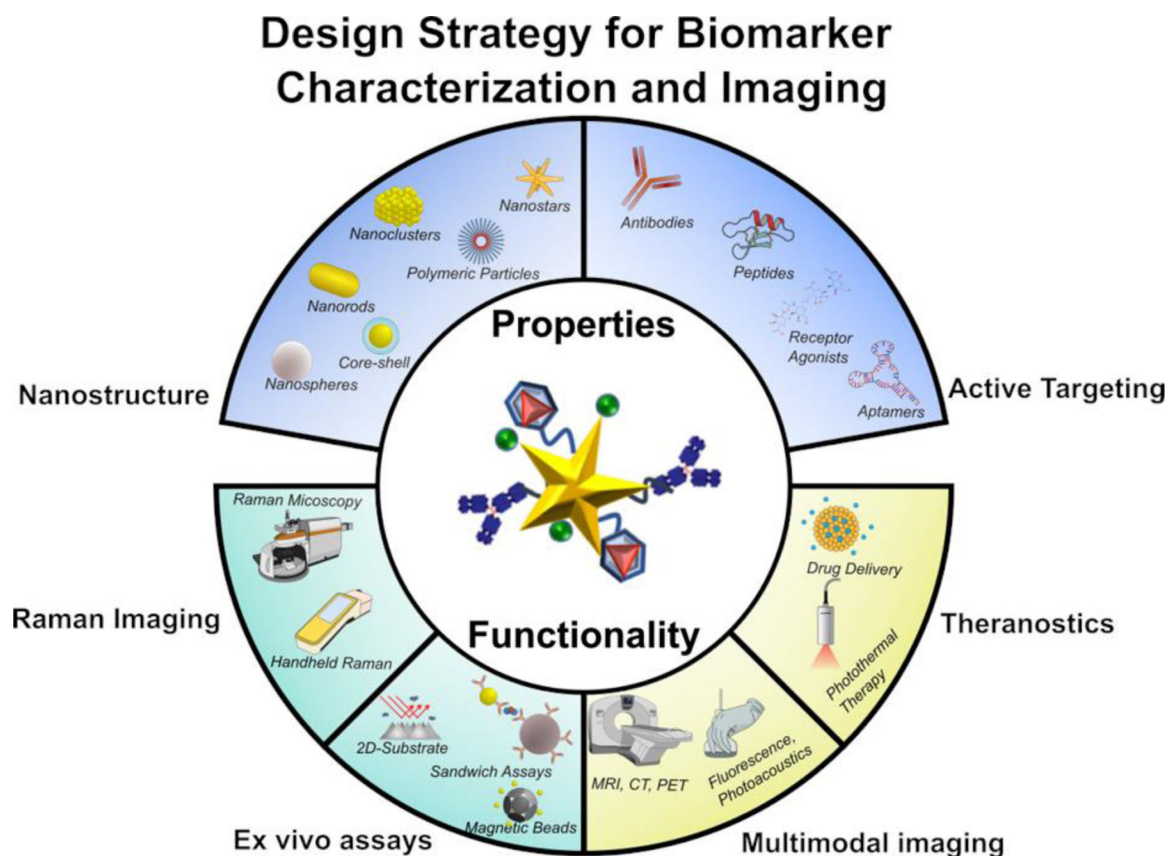 Design Strategy for Biomarker
Characterization and Imaging
Nanostars
Nanoclusters
Polymeric Particles
Nanorods
Core-shell
Nanospheres
Nanostructure
Antibodies
Peptides
Receptor
Agonists
Aptamers
Active Targeting
Properties
Functionality
Raman Micoscopy
Handheld Raman
Raman Imaging
2D-Substrate
Sandwich Assays
Magnetic Beads
Ex vivo assays
MRI, CT, PET
Fluorescence,
Photoacoustics
Multimodal imaging
Drug Delivery
Photothermal
Therapy
Theranostics